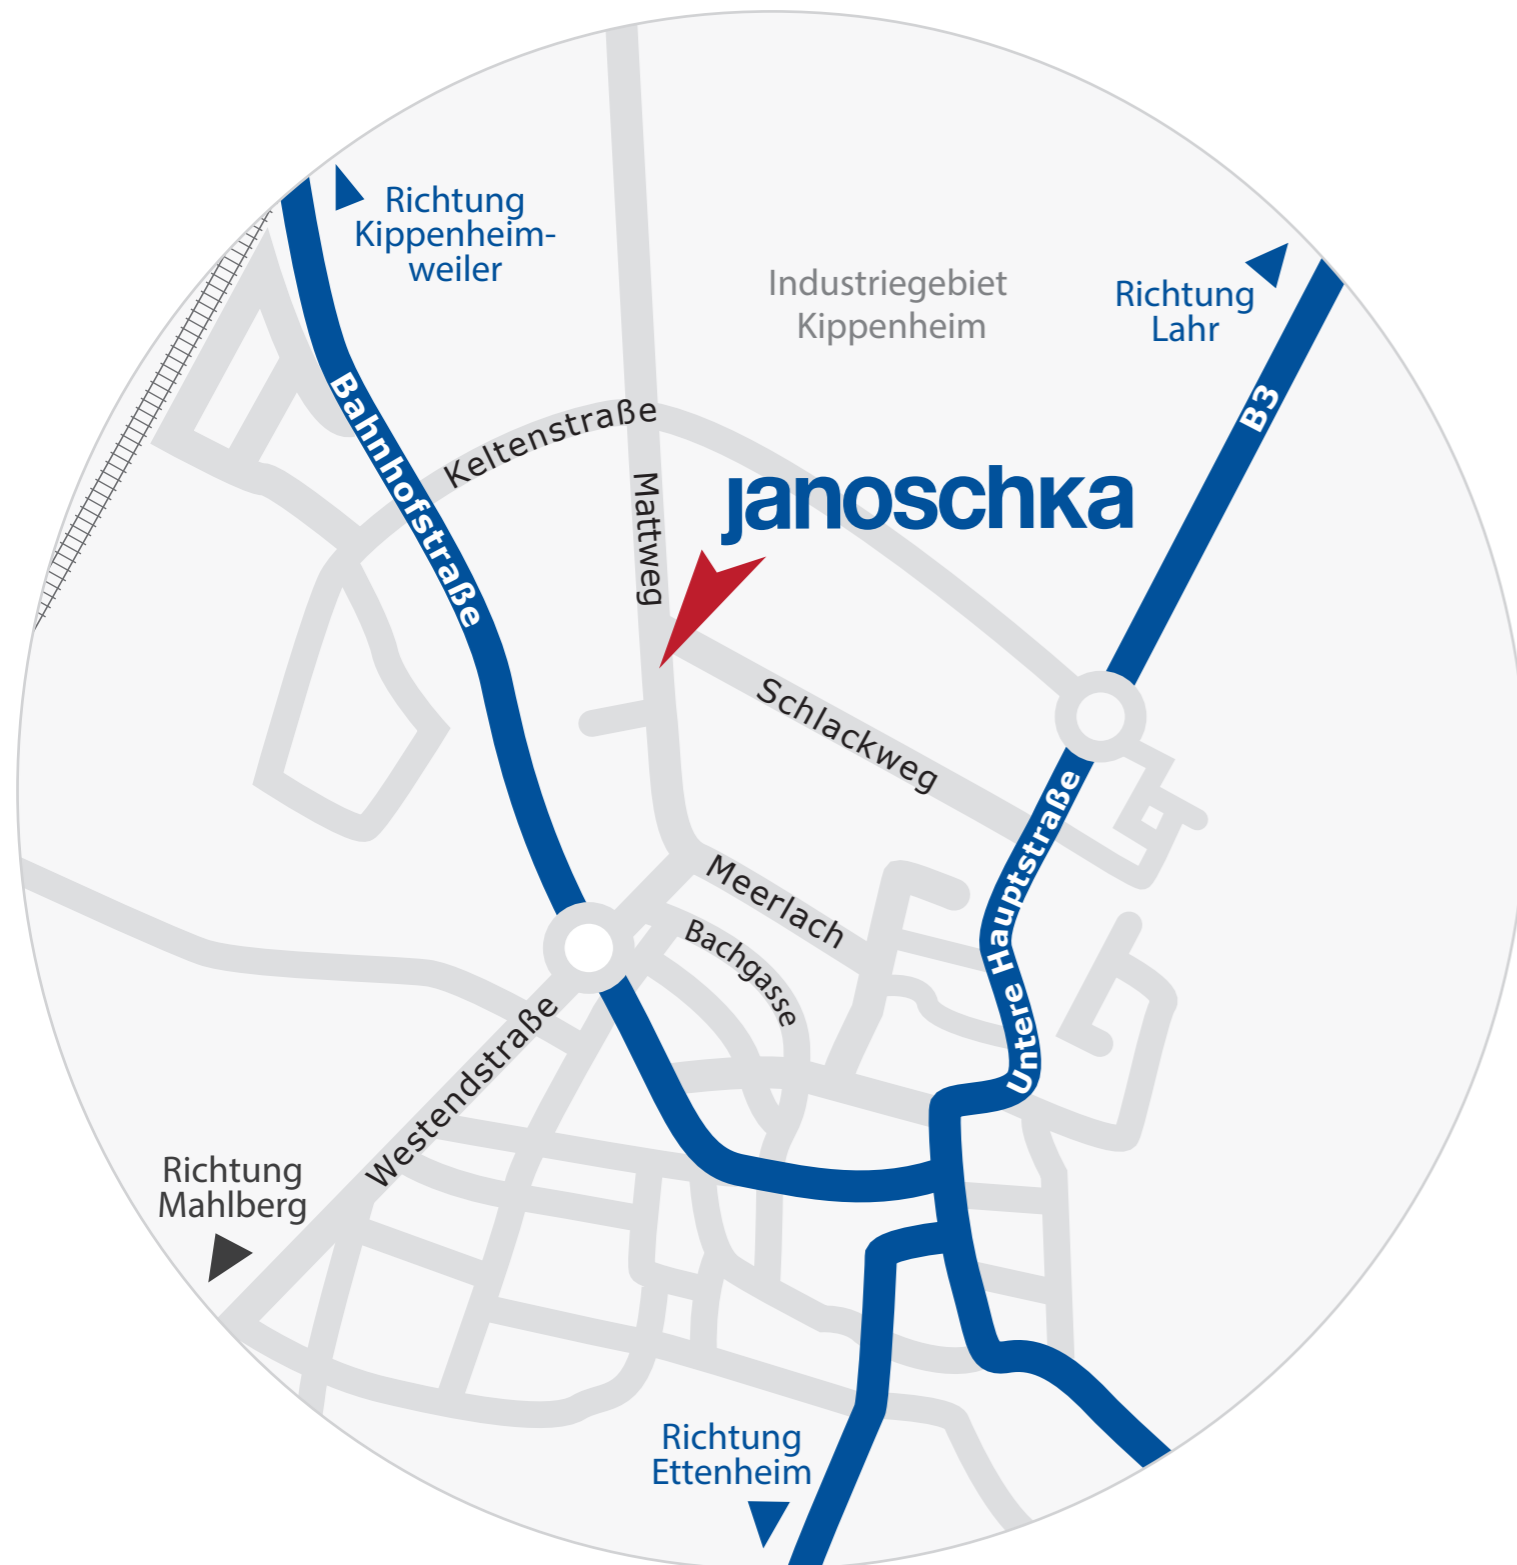 Richtung
Kippenheim-
weiler
Industriegebiet
Kippenheim
Richtung
Lahr
B3
Bahnhofstraße
Keltenstraße
Mattweg
Janoschka
Schlackweg
Untere Hauptstraße
Meerlach
Bachgasse
Westendstraße
Richtung
Mahlberg
Richtung
Ettenheim